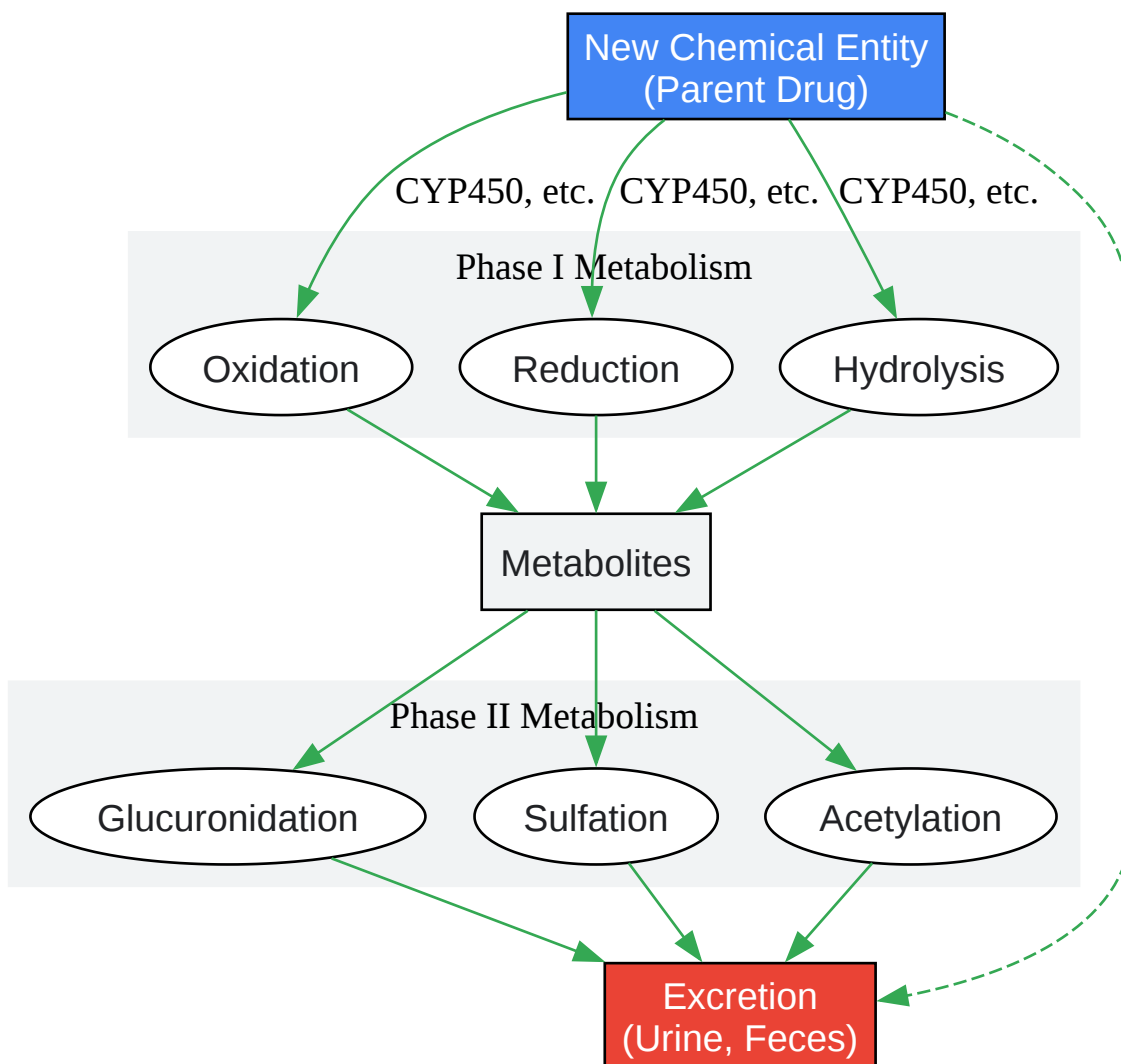 New Chemical Entity
(Parent Drug)
CYP450, etc. CYP450, etc. CYP450, etc.
Phase I Metabolism
Oxidation Reduction Hydrolysis
Metabolites
Phase II Metabolism
Glucuronidation Sulfation Acetylation
Excretion
(Urine, Feces)